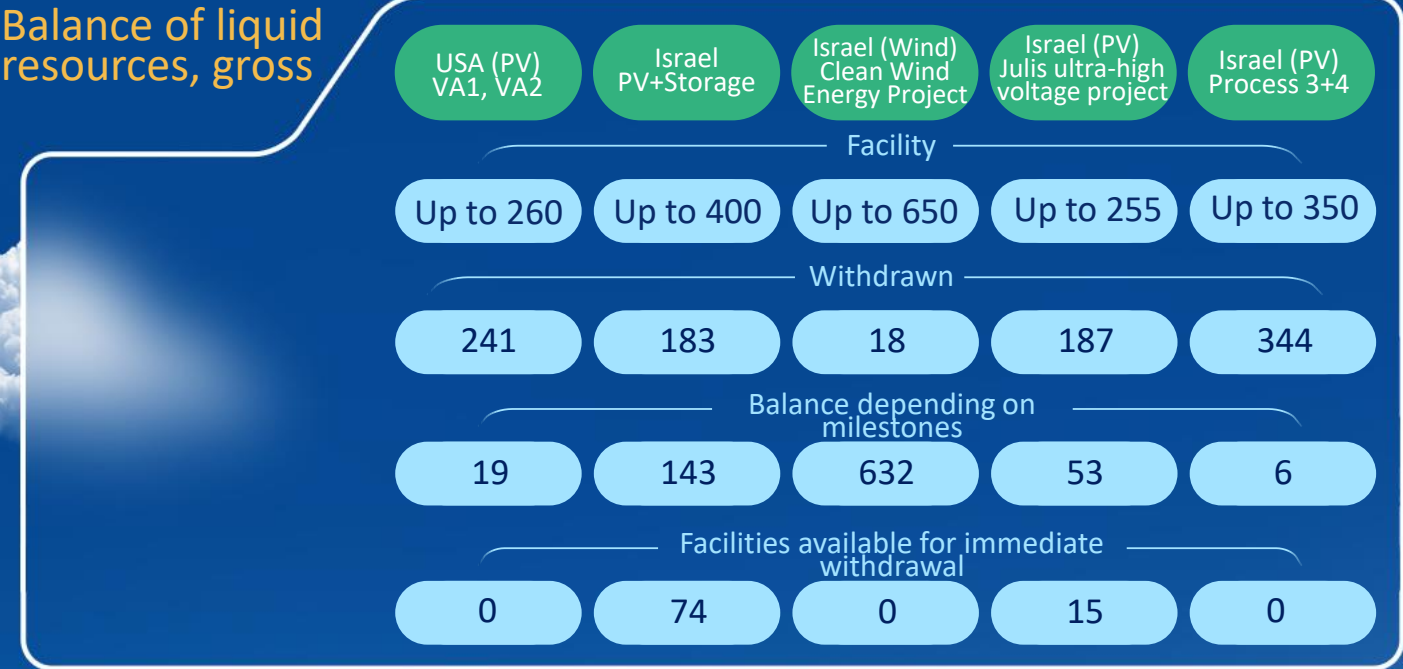 Balance of liquid
resources, gross
USA (PV)
VA1, VA2
Israel
PV+Storage
Israel (Wind)
Clean Wind
Energy Project
Israel (PV)
Julis ultra-high
voltage project
Israel (PV)
Process 3+4
Facility
Up to 260
Up to 400
Up to 650
Up to 255
Up to 350
Withdrawn
241
183
18
187
344
Balance depending on
milestones
19
143
632
53
6
Facilities available for immediate
withdrawal
0
74
0
15
0